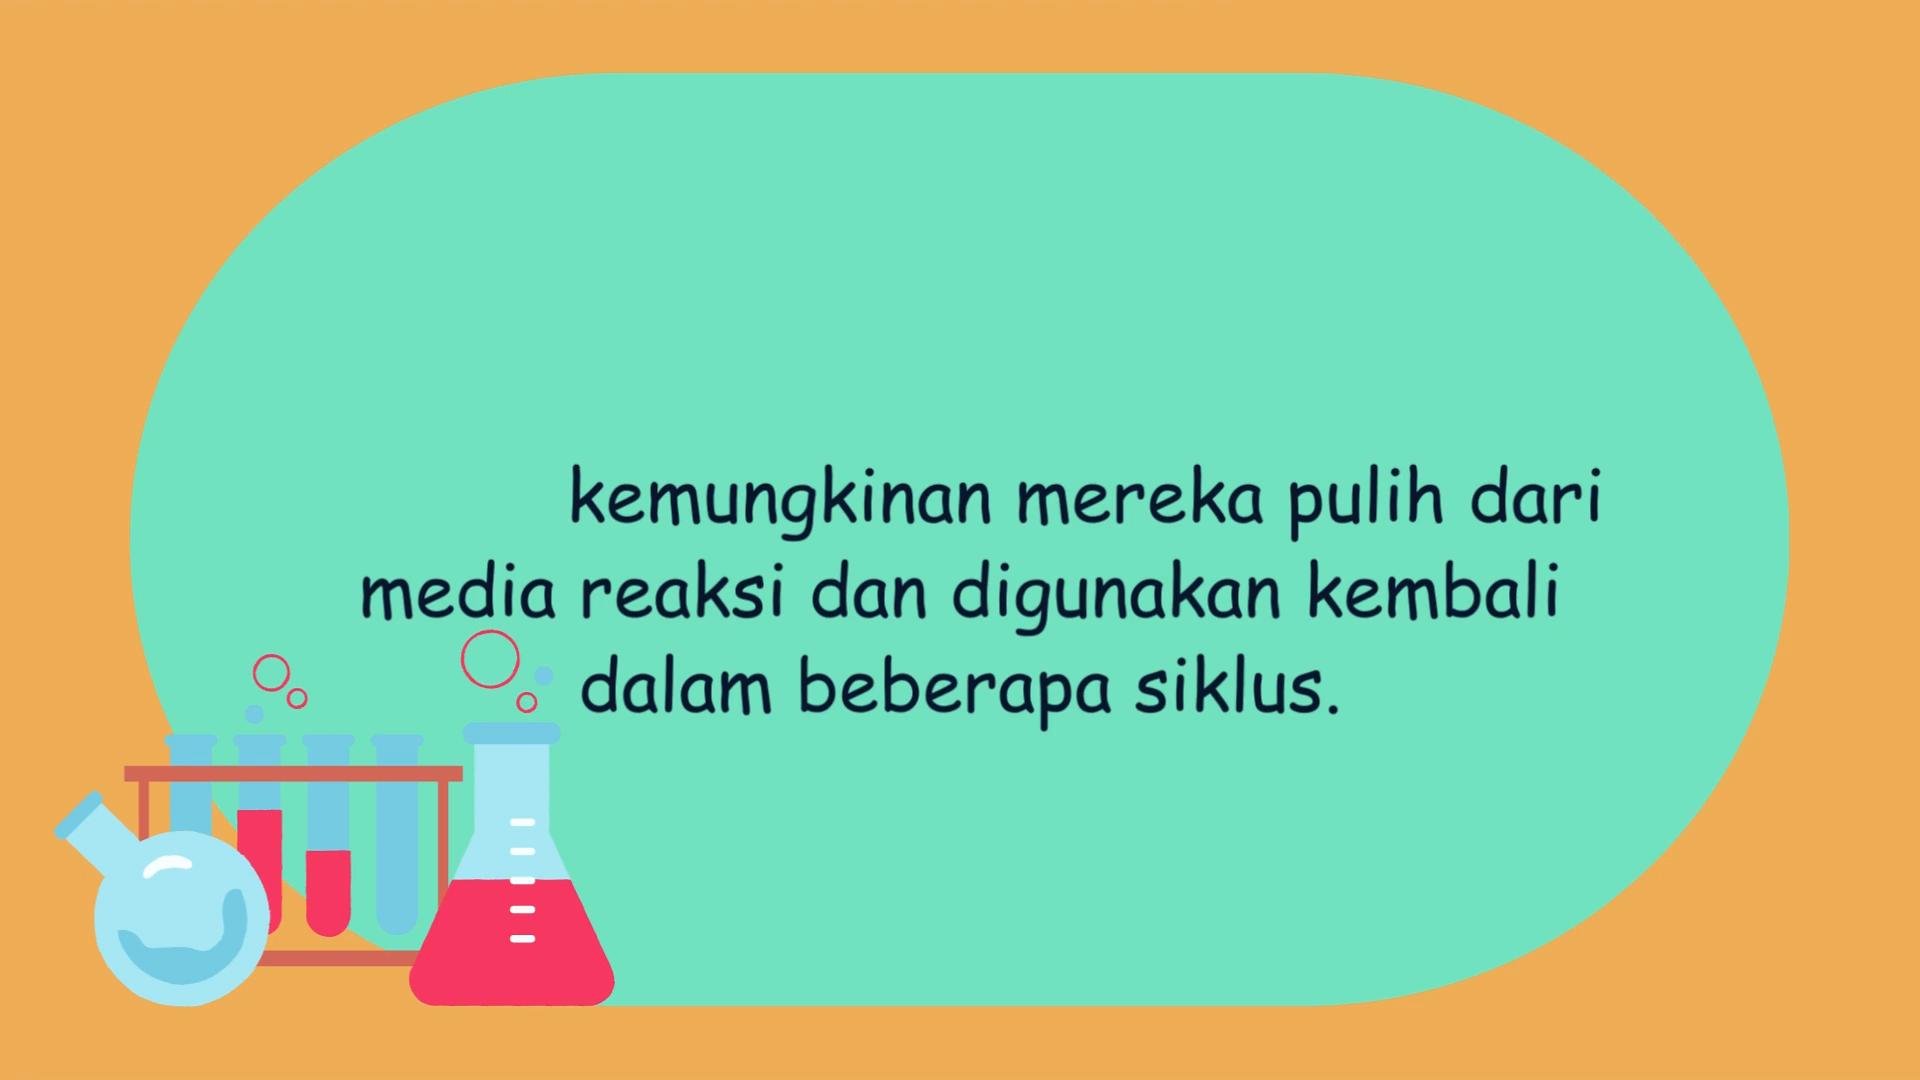 kemungkinan mereka pulih dari
media reaksi dan digunakan kembali
dalam beberapa siklus.